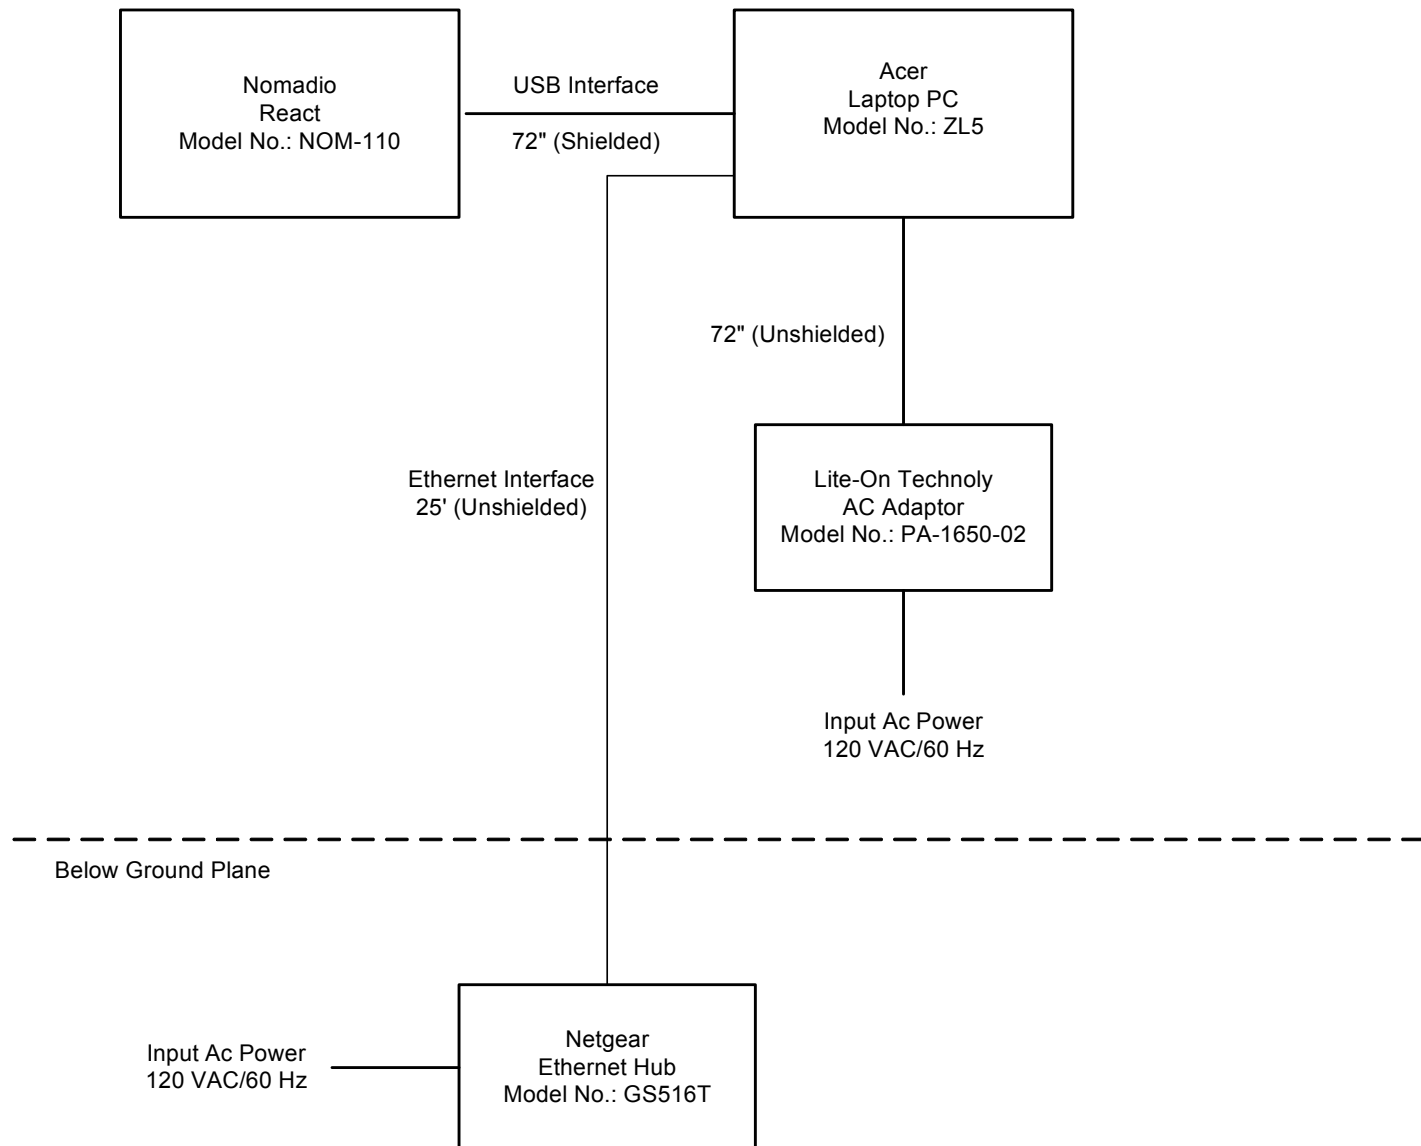 Nomadio
React
Model No.: NOM-110
USB Interface
72" (Shielded)
Acer
Laptop PC
Model No.: ZL5
72" (Unshielded)
Ethernet Interface
25' (Unshielded)
Lite-On Technoly
AC Adaptor
Model No.: PA-1650-02
Input Ac Power
120 VAC/60 Hz
Below Ground Plane
Input Ac Power
120 VAC/60 Hz
Netgear
Ethernet Hub
Model No.: GS516T